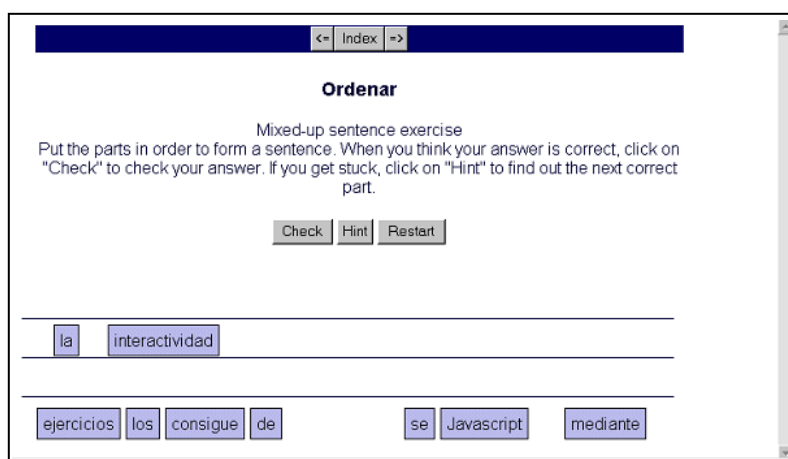 <= Index =>
Ordenar
Mixed-up sentence exercise
Put the parts in order to form a sentence. When you think your answer is correct, click on
"Check" to check your answer. If you get stuck, click on "Hint" to find out the next correct
part.
Check Hint Restart
la interactividad
ejercicios los consigue de se Javascript mediante